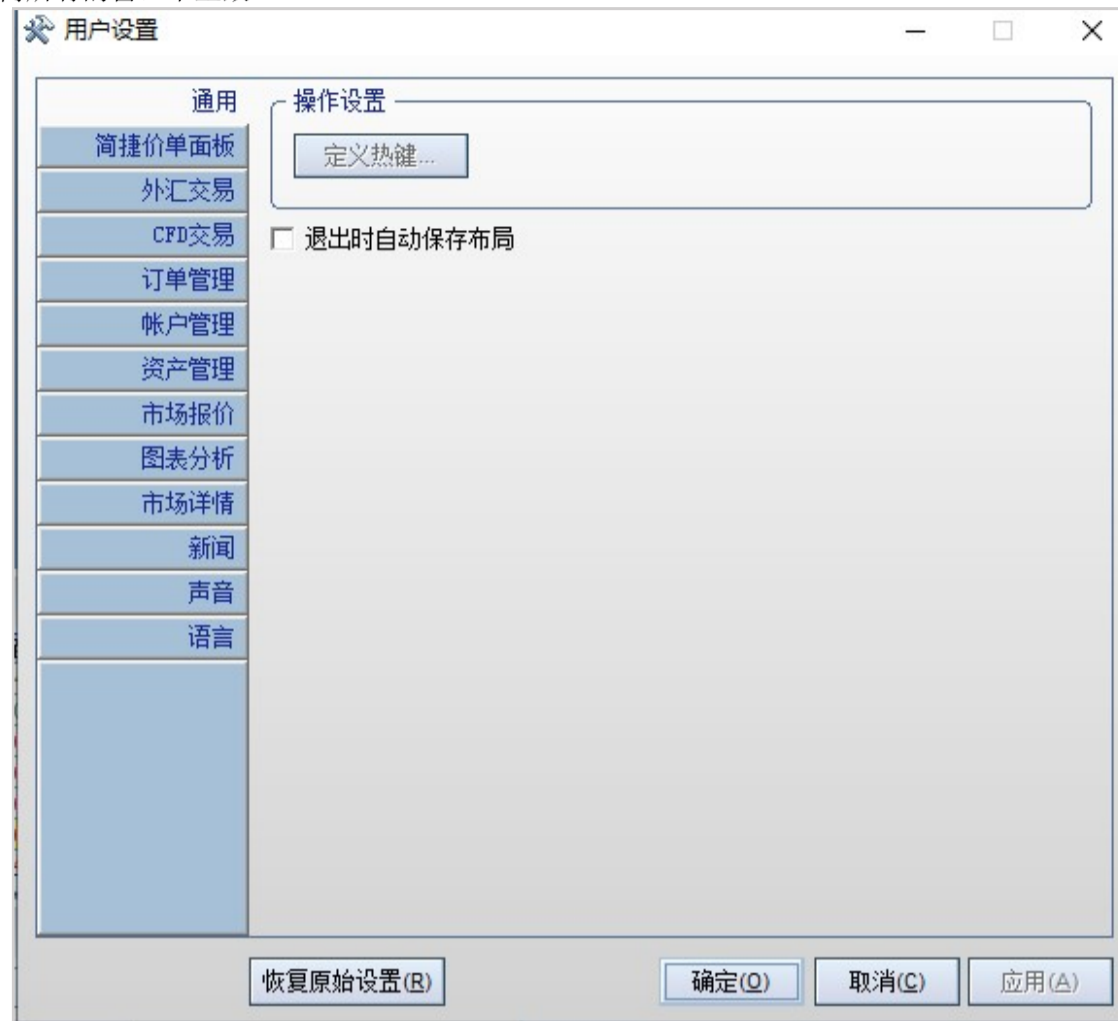 用户设置
通用
简捷价单面板
外汇交易
CFD交易
订单管理
帐户管理
资产管理
市场报价
图表分析
市场详情
新闻
声音
语言
操作设置
定义热健...
退出时自动保存布局
恢复原始设置(R)
确定(O)
取消(C)
应用(A)